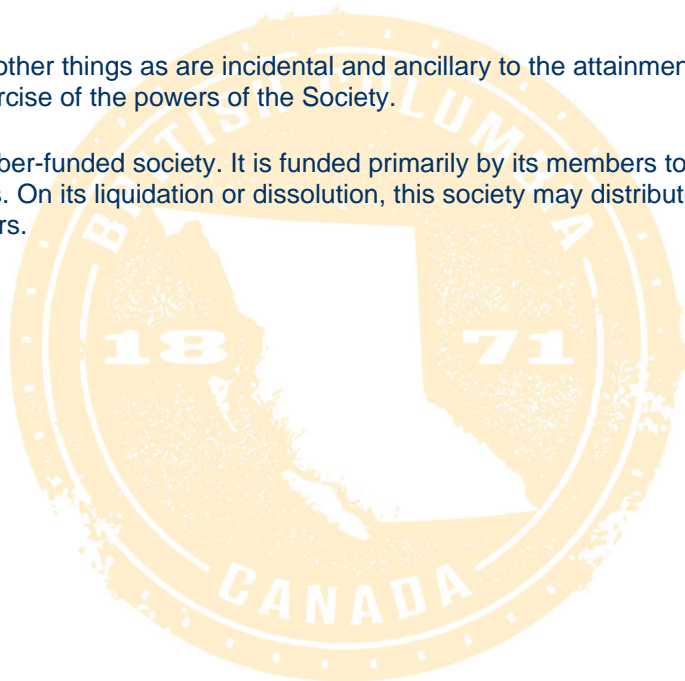 other things as are incidental and ancillary to the attainmen
rcise of the powers of the Society.
ber-funded society. It is funded primarily by its members to
s. On its liquidation or dissolution, this society may distribut
rs.
BRITISH COLUMBIA
18 71
CANADA